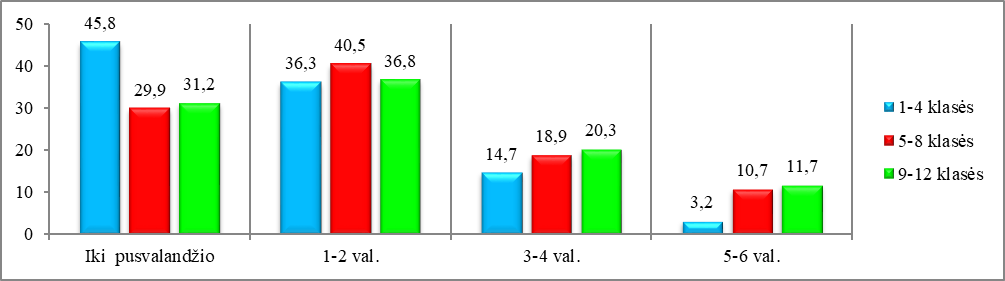 50
40
30
20
10
0
45,8
29,9
31,2
36,3
40,5
36,8
14,7
18,9
20,3
3,2
10,7
11,7
Iki pusvalandžio
1-2 val.
3-4 val.
5-6 val.
1-4 klasės
5-8 klasės
9-12 klasės